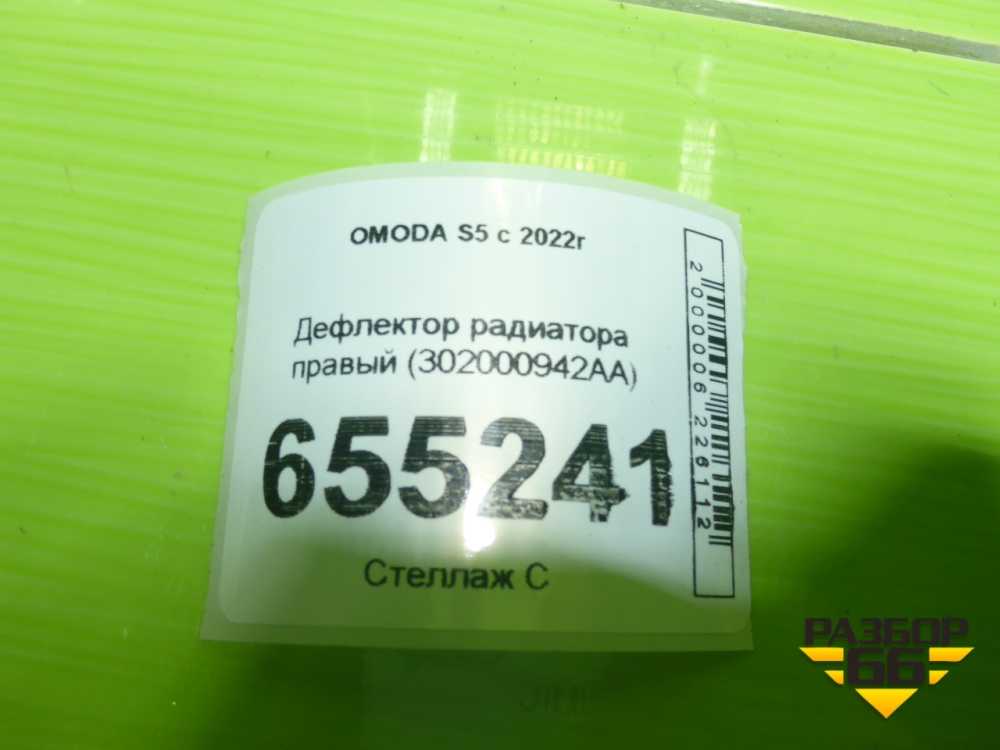 OMODA S5 с 2022г
Дефлектор радиатора
правый (302000942AA)
655241
Стеллаж С
2000006226112
РАЗБОР
66